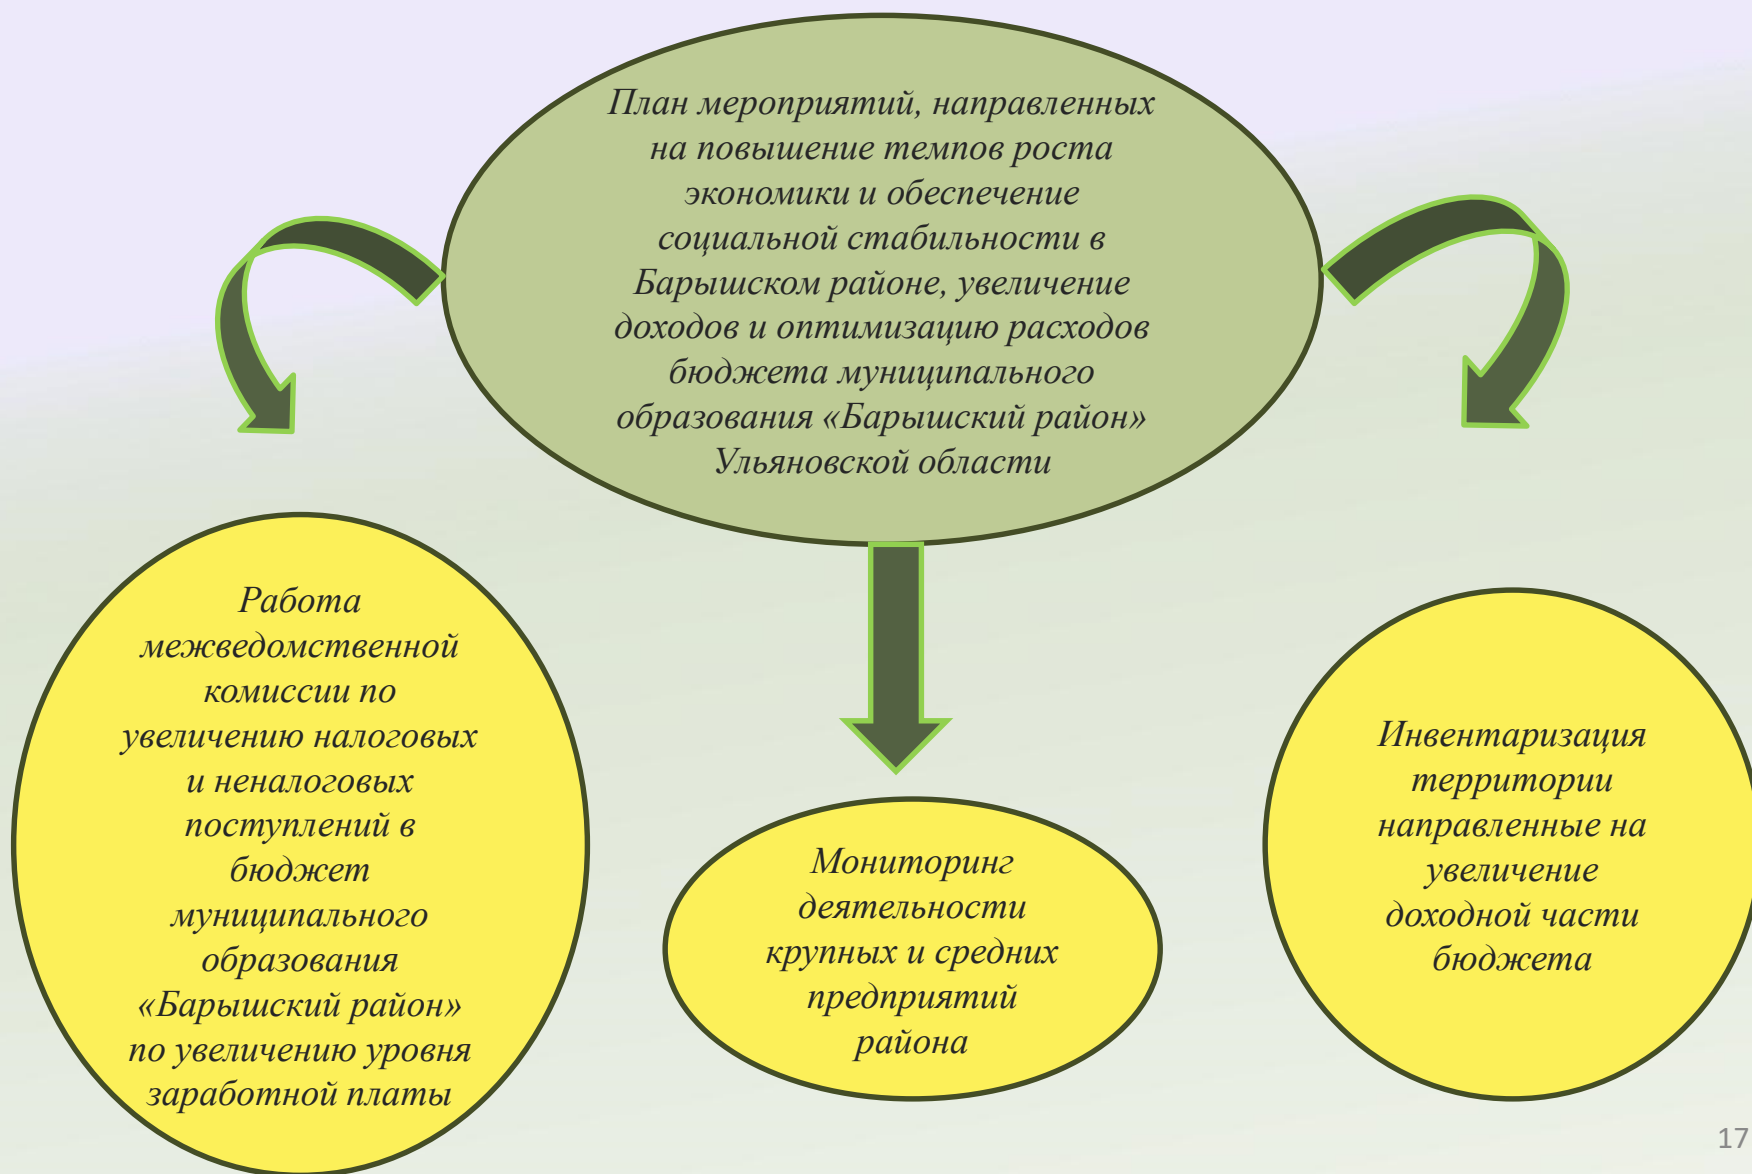 План мероприятий, направленных
на повышение темпов роста
экономики и обеспечение
социальной стабильности в
Барышском районе, увеличение
доходов и оптимизацию расходов
бюджета муниципального
образования «Барышский район»
Ульяновской области
Работа
межведомственной
комиссии по
увеличению налоговых
и неналоговых
поступлений в
бюджет
муниципального
образования
«Барышский район»
по увеличению уровня
заработной платы
Мониторинг
деятельности
крупных и средних
предприятий
района
Инвентаризация
территории
направленные на
увеличение
доходной части
бюджета
17